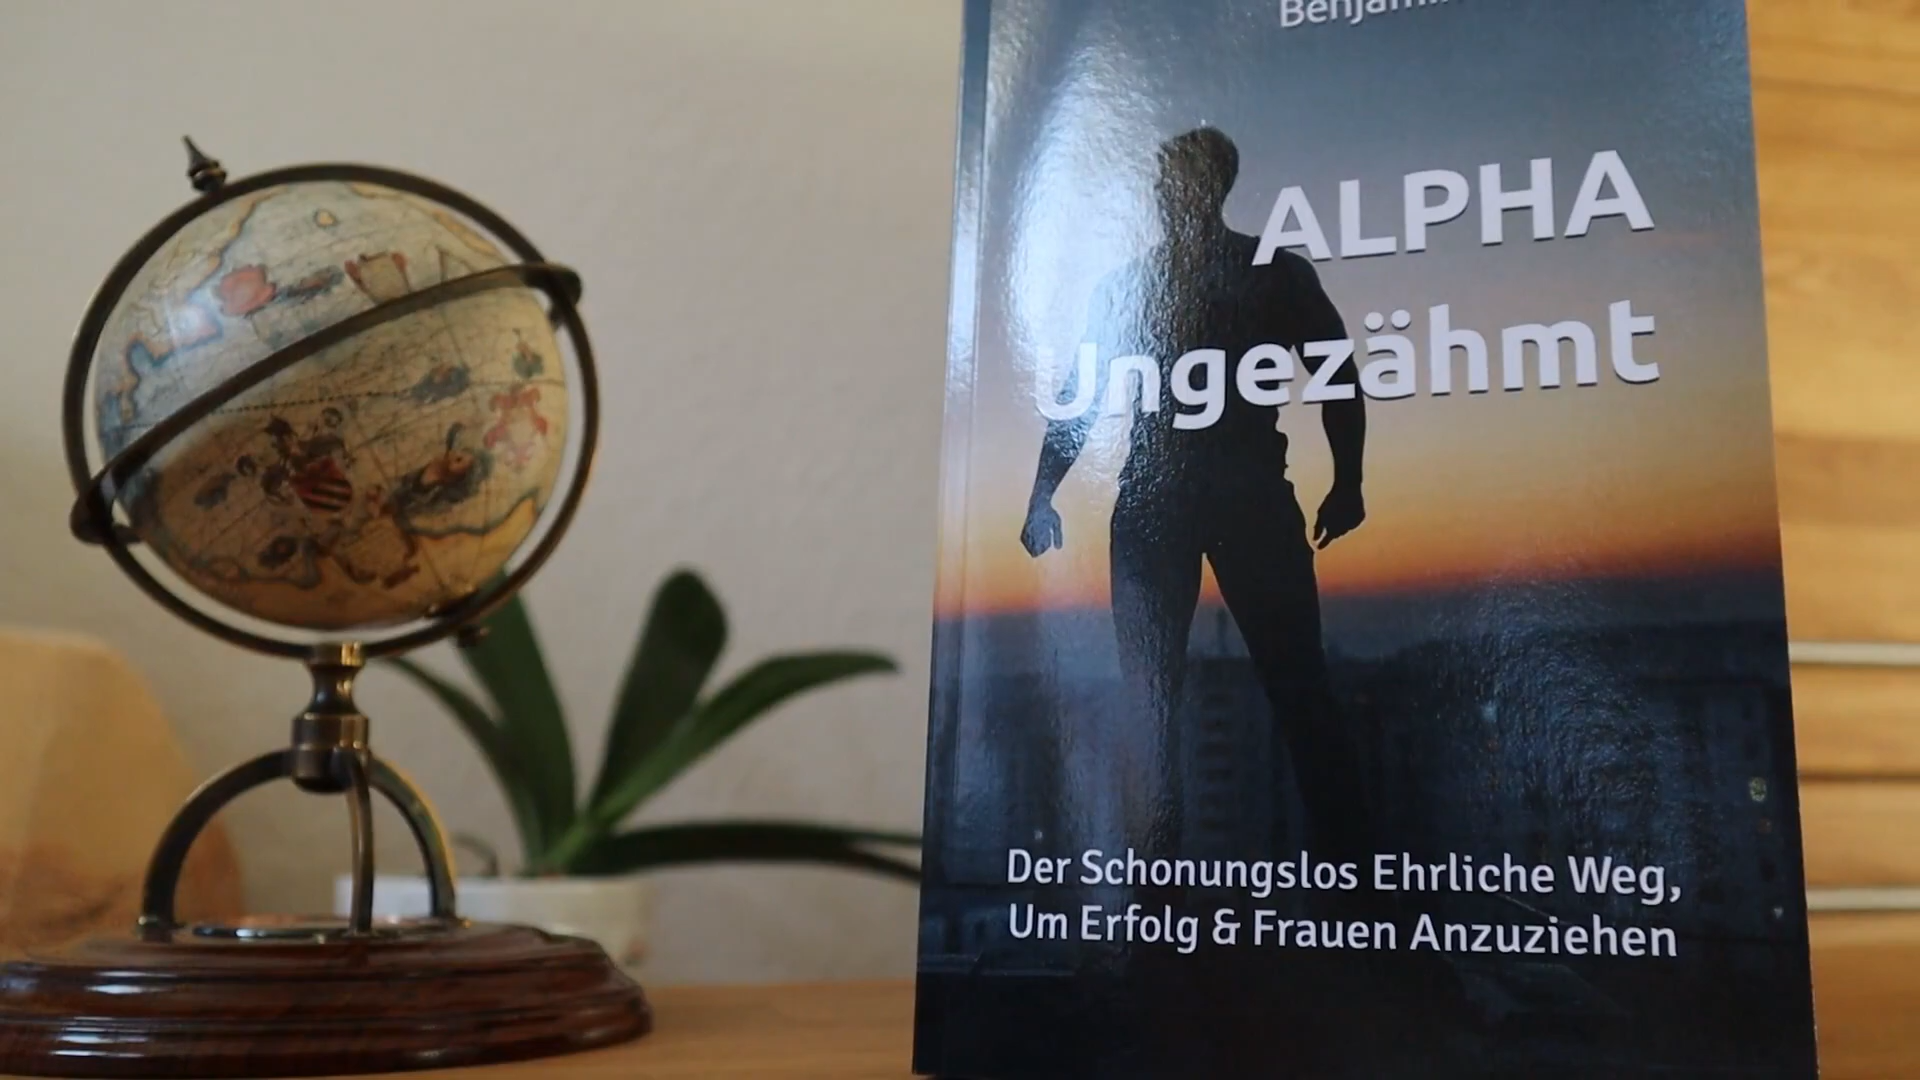 ALPHA
Ungezähmt
Der Schonungslos Ehrliche Weg,
Um Erfolg & Frauen Anzuziehen